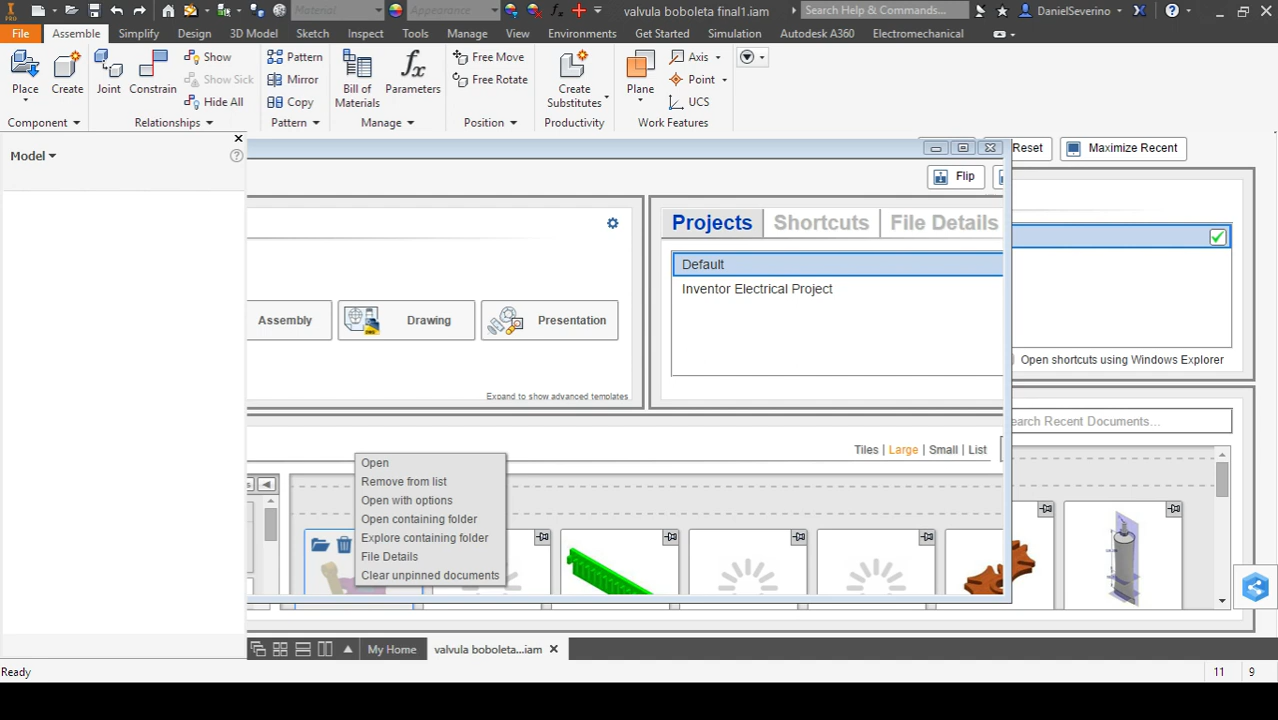 Material
Appearance
valvula boboleta final1.iam
Search Help & Commands...
DanielSeverino
File
Assemble
Simplify
Design
3D Model
Sketch
Inspect
Tools
Manage
View
Environments
Get Started
Simulation
Autodesk A360
Electromechanical
Place
Create
Joint
Constrain
Show
Show Sick
Hide All
Pattern
Mirror
Copy
Bill of
Materials
Parameters
Free Move
Free Rotate
Create
Substitutes
Plane
Axis
Point
UCS
Component
Relationships
Pattern
Manage
Position
Productivity
Work Features
Model
Reset
Maximize Recent
Flip
Projects
Shortcuts
File Details
Default
Inventor Electrical Project
Assembly
Drawing
Presentation
Open shortcuts using Windows Explorer
Expand to show advanced templates
earch Recent Documents...
Tiles | Large | Small | List
Open
Remove from list
Open with options
Open containing folder
Explore containing folder
File Details
Clear unpinned documents
My Home
valvula boboleta...iam
Ready
11
9